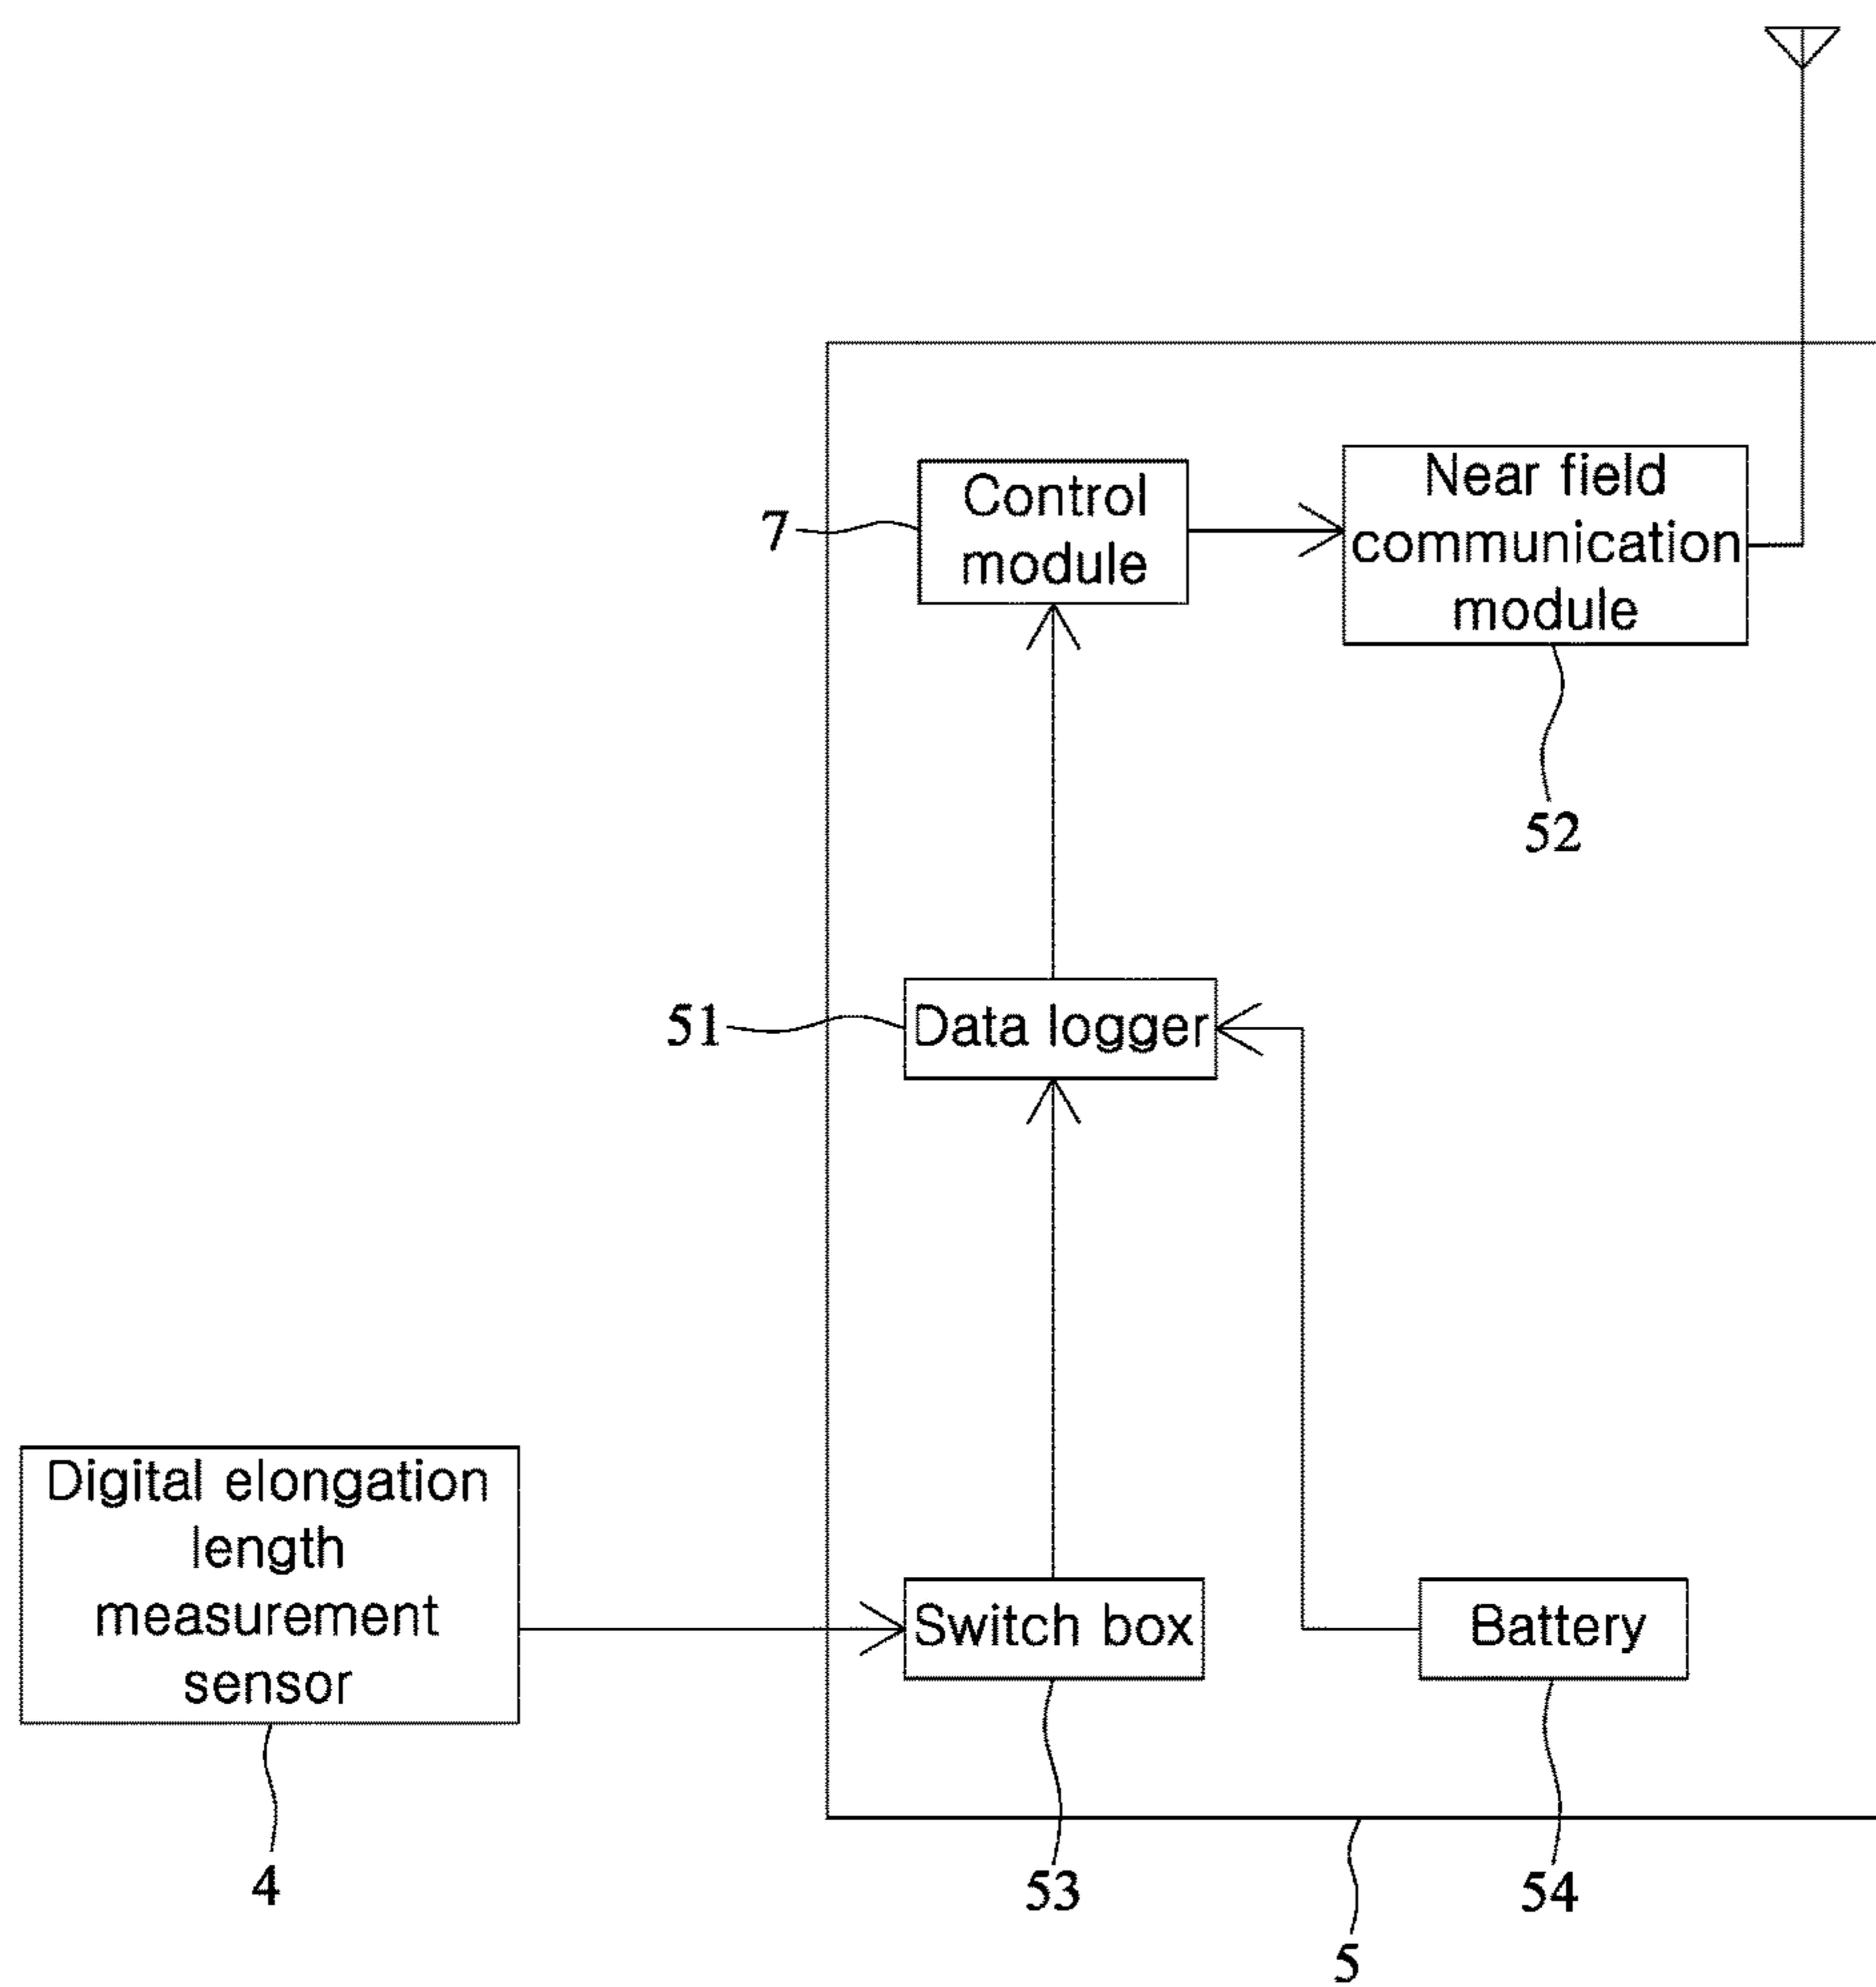 Control
module
7
Near field
communication
module
52
51
Data logger
Digital elongation
length
measurement
sensor
Switch box
Battery
4
53
54
5